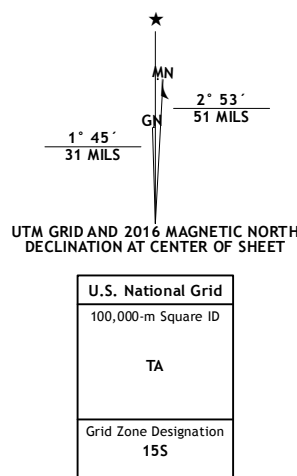 ★
MN
GN
2° 53´
51 MILS
1° 45´
31 MILS
UTM GRID AND 2016 MAGNETIC NORTH
DECLINATION AT CENTER OF SHEET
U.S. National Grid
100,000-m Square ID
TA
Grid Zone Designation
15S